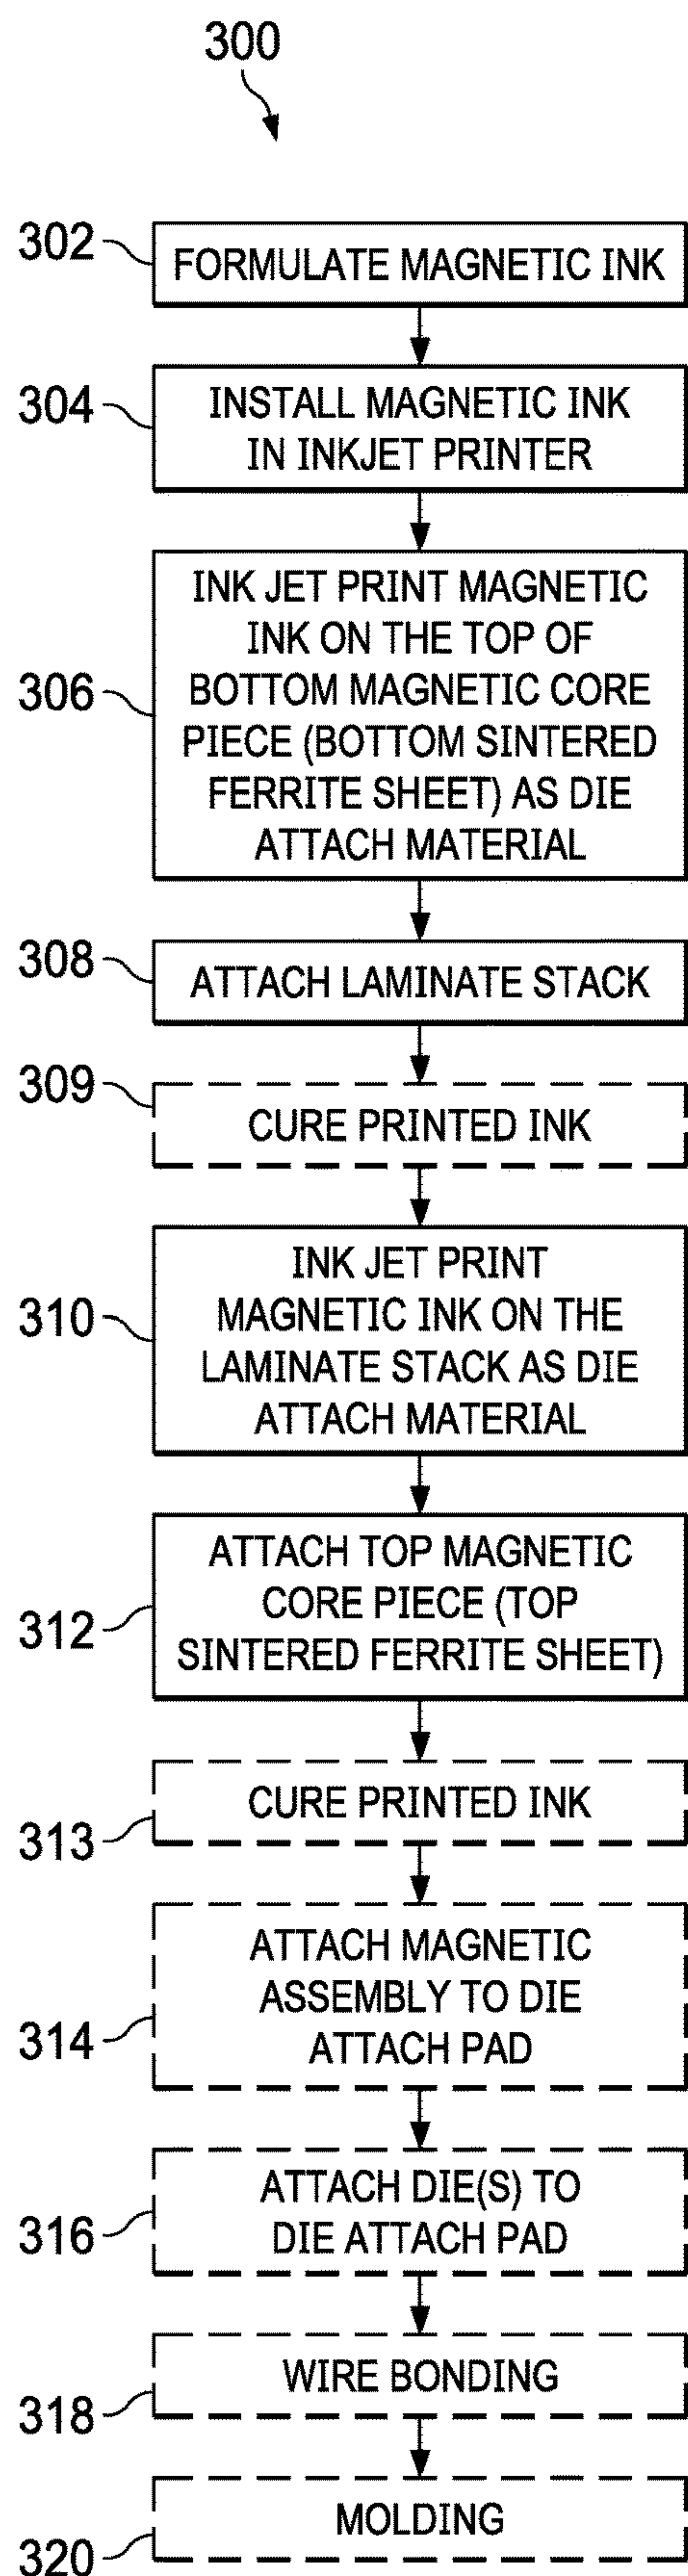 300
302
FORMULATE MAGNETIC INK
304
INSTALL MAGNETIC INK
IN INKJET PRINTER
306
INK JET PRINT MAGNETIC
INK ON THE TOP OF
BOTTOM MAGNETIC CORE
PIECE (BOTTOM SINTERED
FERRITE SHEET) AS DIE
ATTACH MATERIAL
308
ATTACH LAMINATE STACK
309
CURE PRINTED INK
310
INK JET PRINT
MAGNETIC INK ON THE
LAMINATE STACK AS DIE
ATTACH MATERIAL
312
ATTACH TOP MAGNETIC
CORE PIECE (TOP
SINTERED FERRITE SHEET)
313
CURE PRINTED INK
314
ATTACH MAGNETIC
ASSEMBLY TO DIE
ATTACH PAD
316
ATTACH DIE(S) TO
DIE ATTACH PAD
318
WIRE BONDING
320
MOLDING